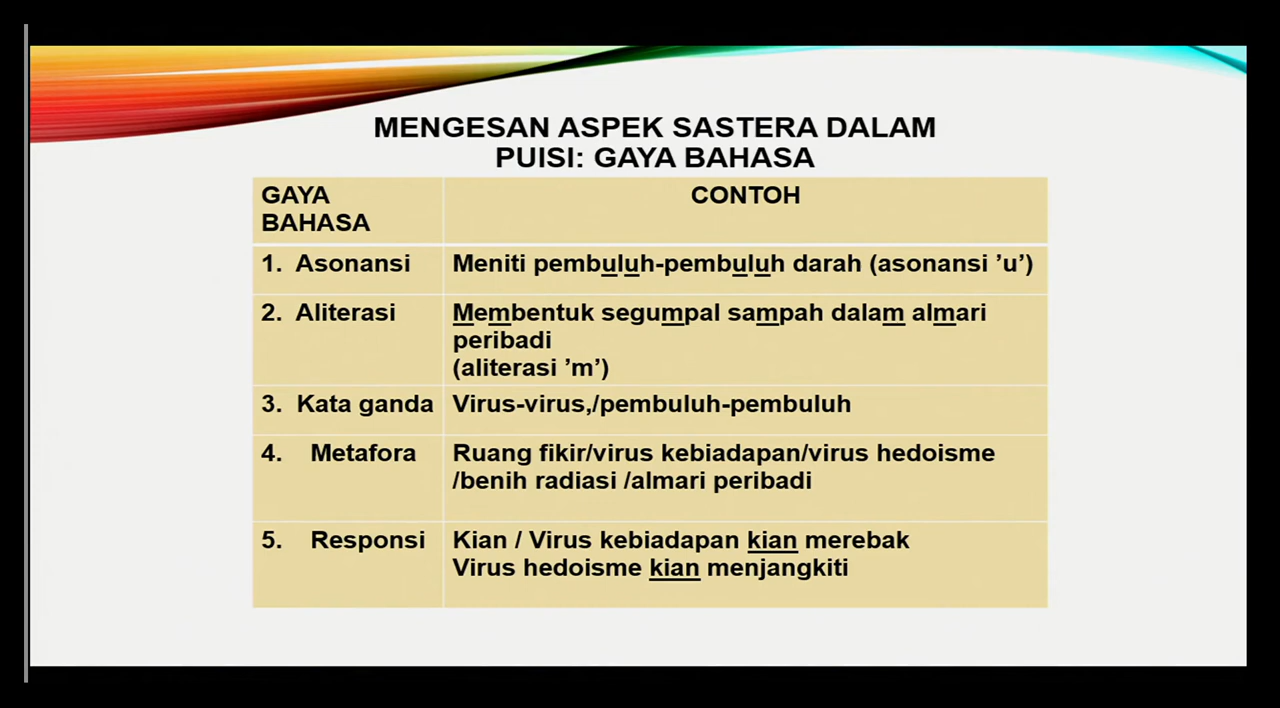 MENGESAN ASPEK SASTERA DALAM
PUISI: GAYA BAHASA
GAYA
BAHASA
CONTOH
1. Asonansi
Meniti pembuluh-pembuluh darah (asonansi ’u’)
2. Aliterasi
Membentuk segumpal sampah dalam almari
peribadi
(aliterasi ’m’)
3. Kata ganda
Virus-virus,/pembuluh-pembuluh
4. Metafora
Ruang fikir/virus kebiadapan/virus hedoisme
/benih radiasi /almari peribadi
5. Responsi
Kian / Virus kebiadapan kian merebak
Virus hedoisme kian menjangkiti